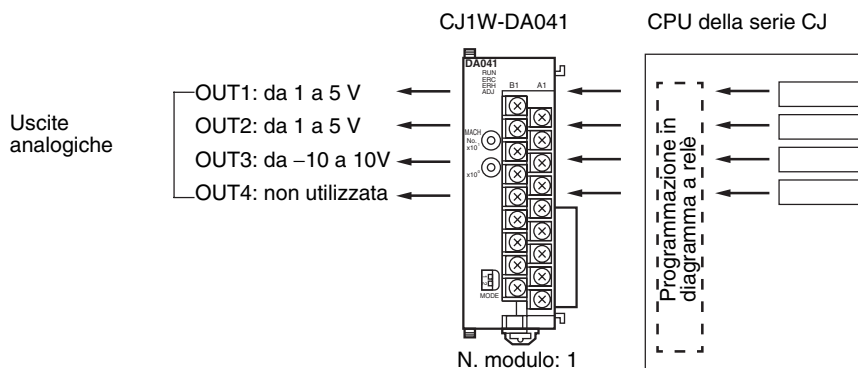 CJ1W-DA041
CPU della serie CJ
DA041
RUN
ERC
ERH
ADJ
B1
A1
MACH
No.
x10¹
x10⁰
MODE
Uscite
analogiche
OUT1: da 1 a 5 V
OUT2: da 1 a 5 V
OUT3: da −10 a 10V
OUT4: non utilizzata
Programmazione in
diagramma a relè
N. modulo: 1